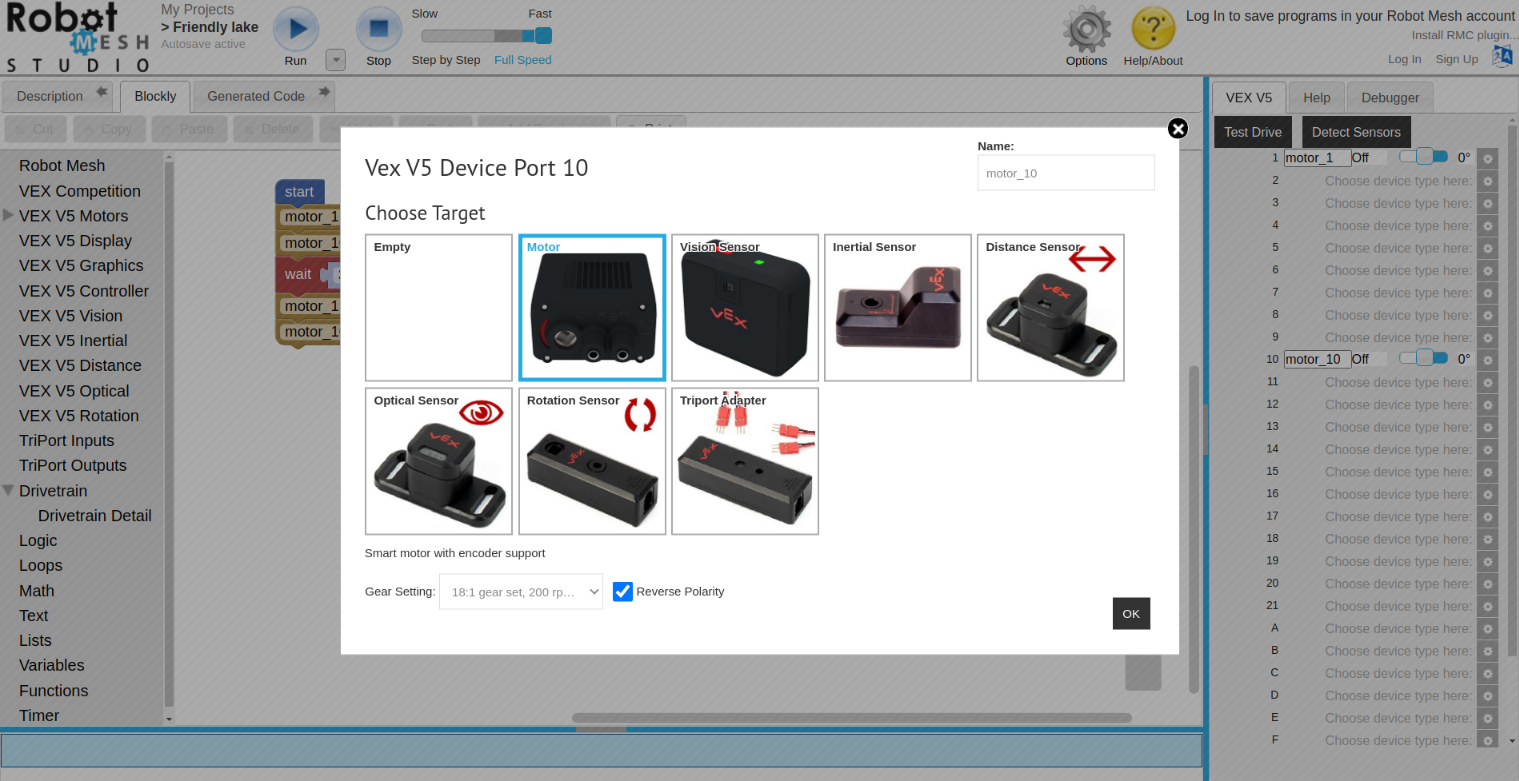 Robot
MESH
STUDIO
My Projects
> Friendly lake
Autosave active
Run
Stop
Slow
Fast
Step by Step
Full Speed
Options
Help/About
Log In to save programs in your Robot Mesh account
Install RMC plugin...
Log In
Sign Up
Description
Blockly
Generated Code
Cut
Copy
Paste
Delete
VEX V5
Help
Debugger
Test Drive
Detect Sensors
Robot Mesh
VEX Competition
VEX V5 Motors
VEX V5 Display
VEX V5 Graphics
VEX V5 Controller
VEX V5 Vision
VEX V5 Inertial
VEX V5 Distance
VEX V5 Optical
VEX V5 Rotation
TriPort Inputs
TriPort Outputs
Drivetrain
Drivetrain Detail
Logic
Loops
Math
Text
Lists
Variables
Functions
Timer
start
motor_1
motor_10
wait
motor_1
motor_10
Vex V5 Device Port 10
Name:
motor_10
Choose Target
Empty
Motor
Vision Sensor
VEX
Inertial Sensor
VEX
Distance Sensor
VEX
Optical Sensor
VEX
Rotation Sensor
VEX
Triport Adapter
VEX
Smart motor with encoder support
Gear Setting: 18:1 gear set, 200 rp...
Reverse Polarity
OK
1 motor_1 Off 0°
2 Choose device type here:
3 Choose device type here:
4 Choose device type here:
5 Choose device type here:
6 Choose device type here:
7 Choose device type here:
8 Choose device type here:
9 Choose device type here:
10 motor_10 Off 0°
11 Choose device type here:
12 Choose device type here:
13 Choose device type here:
14 Choose device type here:
15 Choose device type here:
16 Choose device type here:
17 Choose device type here:
18 Choose device type here:
19 Choose device type here:
20 Choose device type here:
21 Choose device type here:
A Choose device type here:
B Choose device type here:
C Choose device type here:
D Choose device type here:
E Choose device type here:
F Choose device type here: